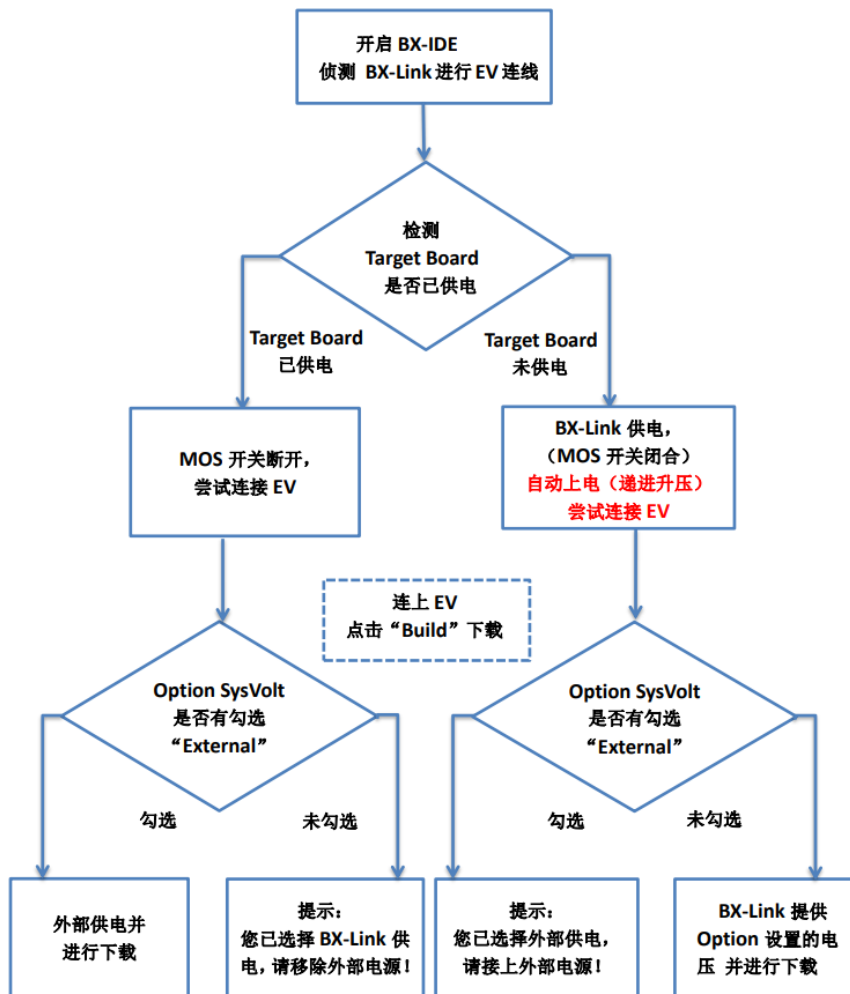 开启 BX-IDE
侦测 BX-Link 进行 EV 连线
检测
Target Board
是否已供电
Target Board
已供电
Target Board
未供电
MOS 开关断开，
尝试连接 EV
BX-Link 供电，
（MOS 开关闭合）
自动上电（递进升压）
尝试连接 EV
连上 EV
点击“Build”下载
Option SysVolt
是否有勾选
“External”
Option SysVolt
是否有勾选
“External”
勾选
未勾选
勾选
未勾选
外部供电并
进行下载
提示：
您已选择 BX-Link 供
电，请移除外部电源！
提示：
您已选择外部供电，
请接上外部电源！
BX-Link 提供
Option 设置的电
压 并进行下载